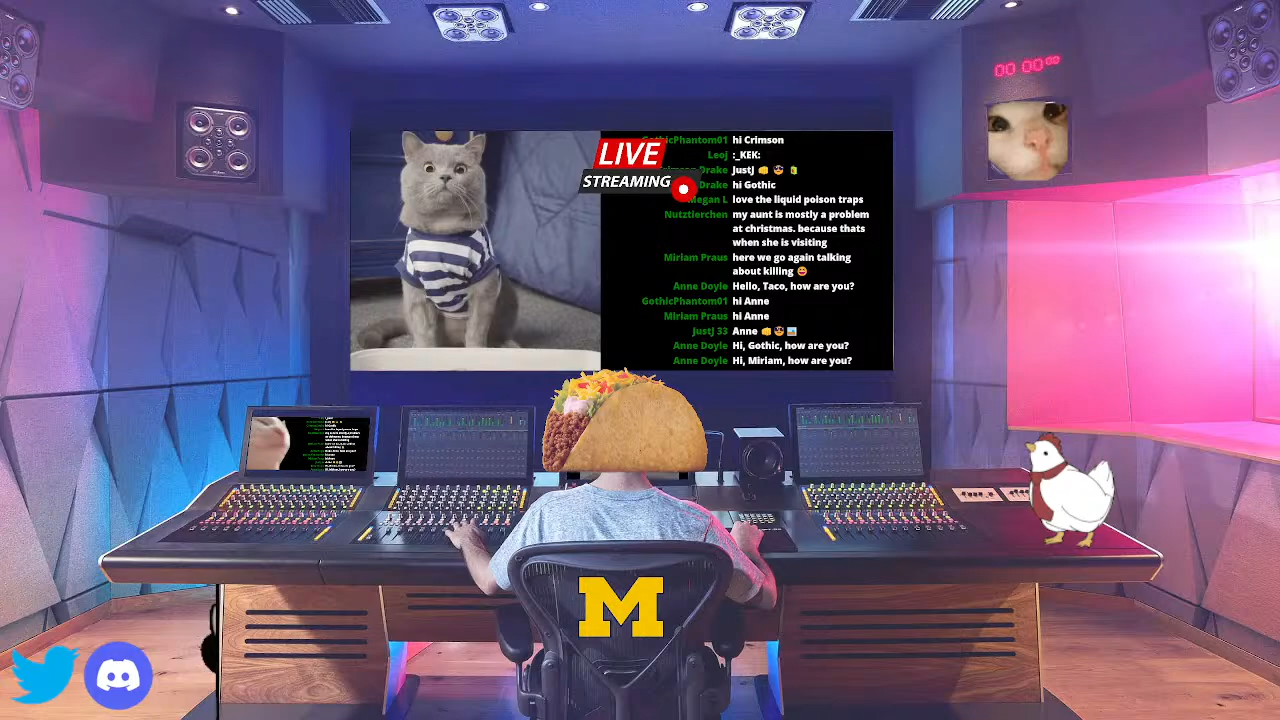 00 00 00
GothicPhantom01 hi Crimson
LIVE
Leoj :_KEK:
Drake JustJ
STREAMING
Drake hi Gothic
Megan L love the liquid poison traps
Nutztierchen my aunt is mostly a problem
at christmas. because thats
when she is visiting
Miriam Praus here we go again talking
about killing
Anne Doyle Hello, Taco, how are you?
GothicPhantom01 hi Anne
Miriam Praus hi Anne
JustJ 33 Anne
Anne Doyle Hi, Gothic, how are you?
Anne Doyle Hi, Miriam, how are you?
M